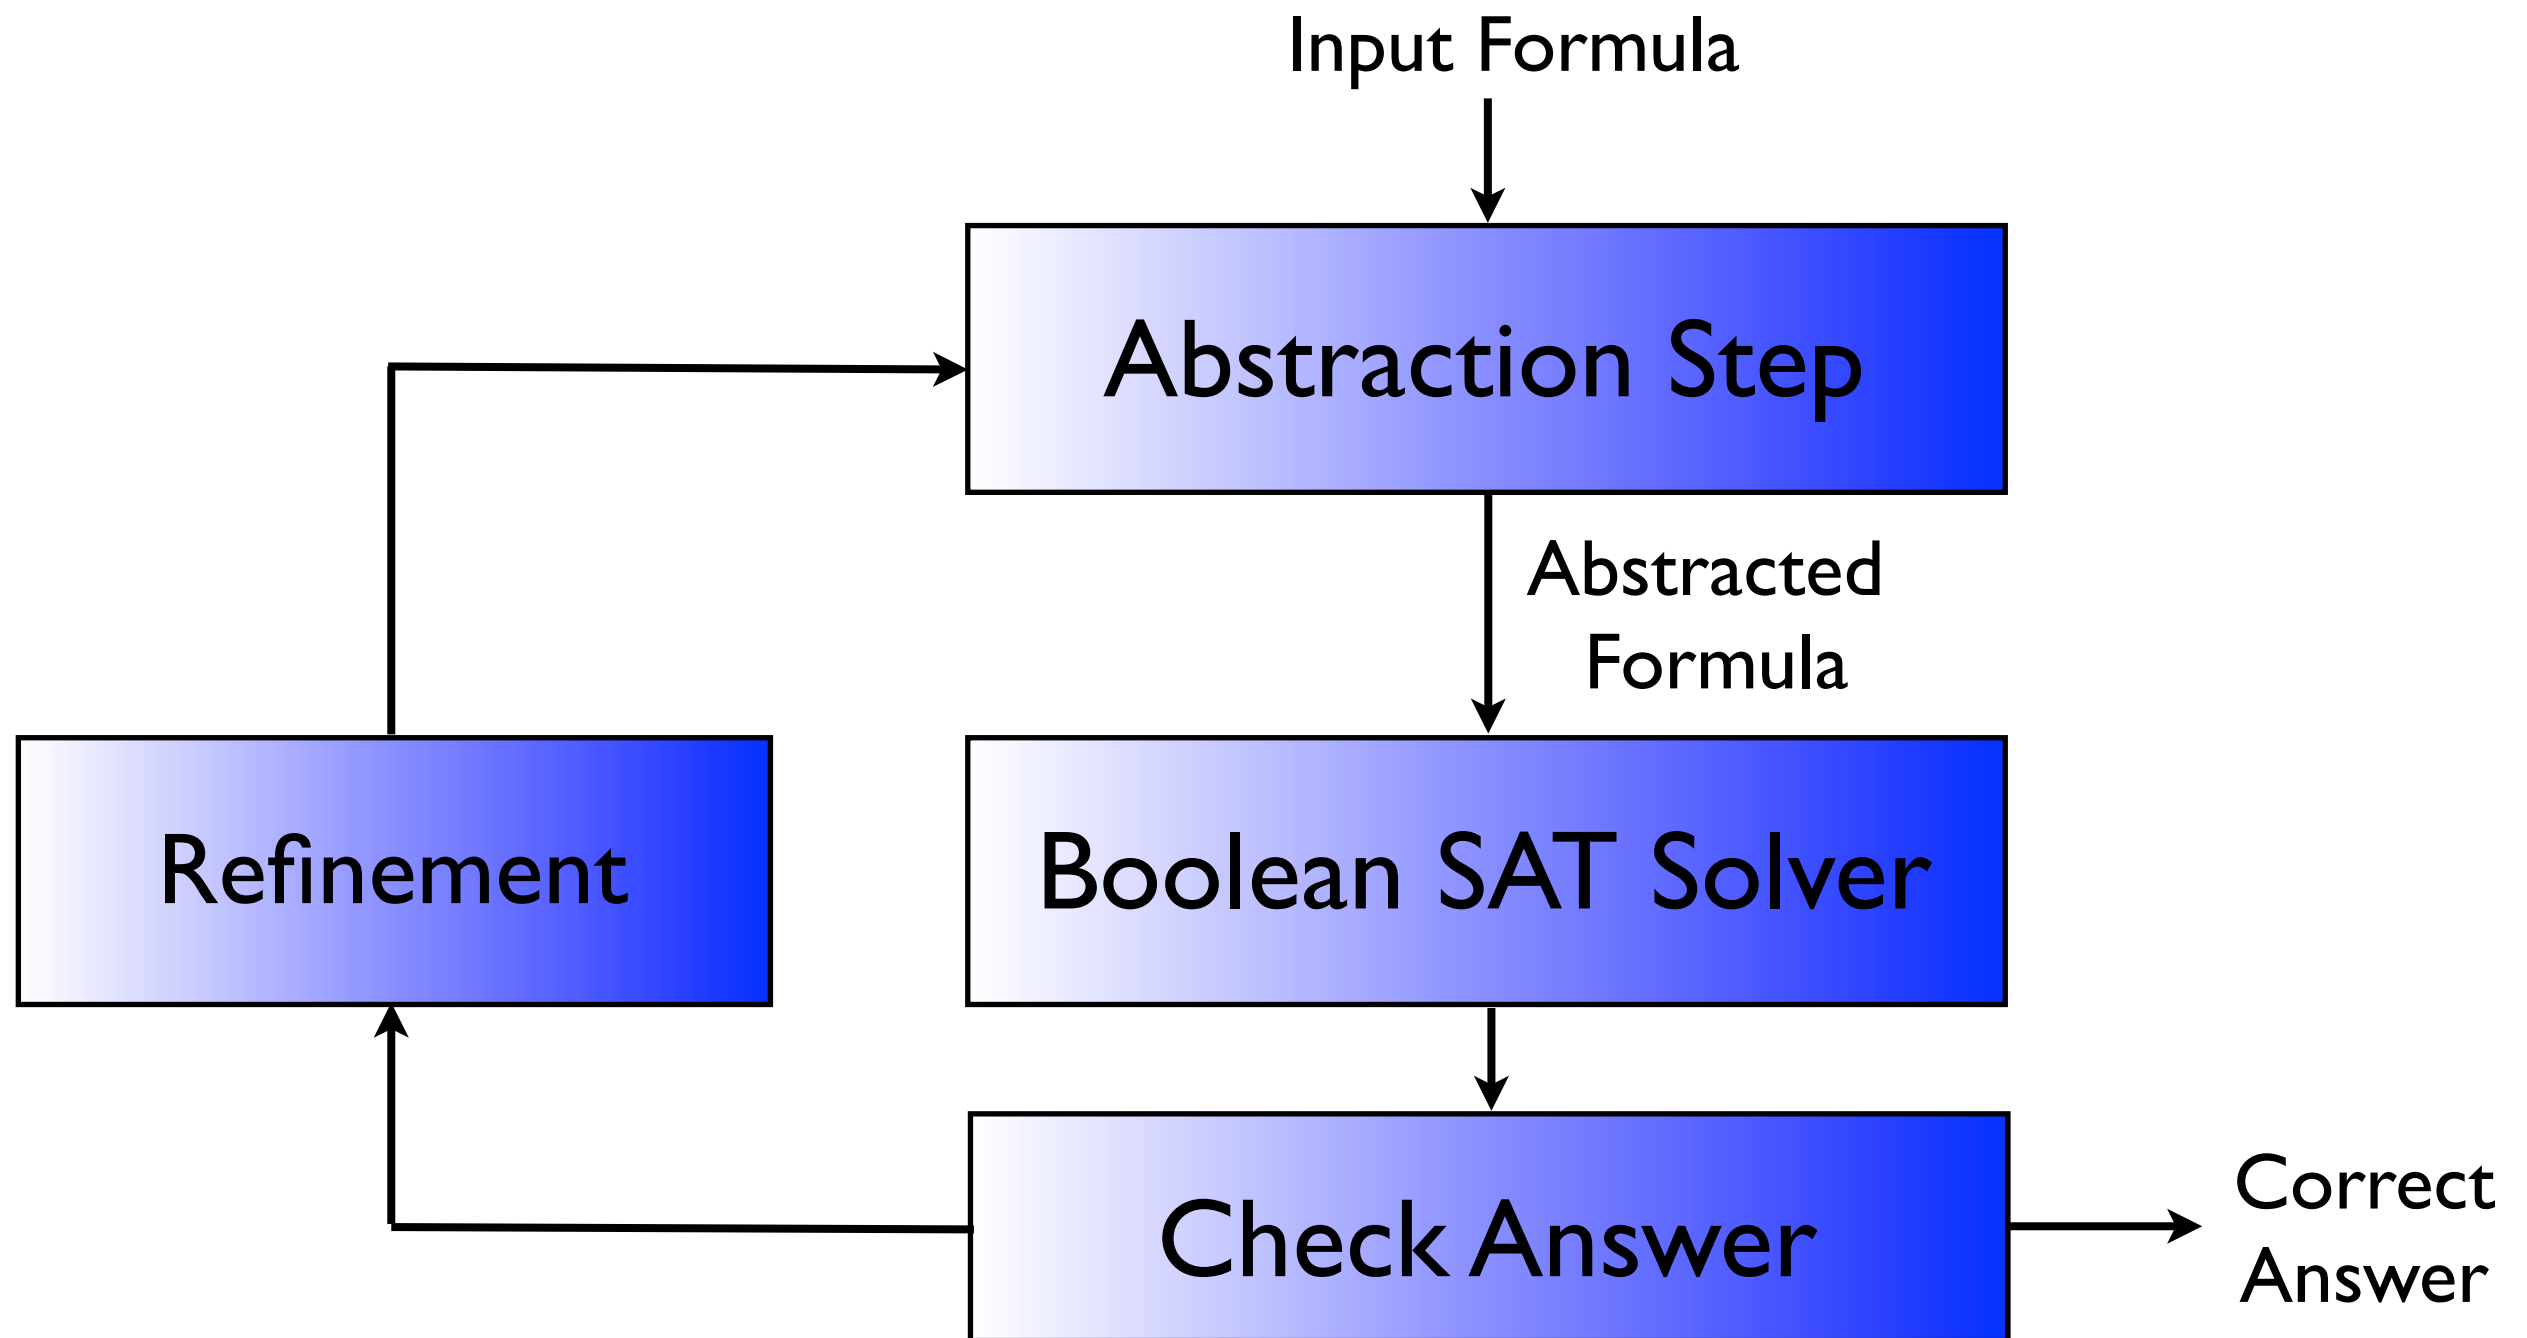 Input Formula
Abstraction Step
Abstracted
Formula
Refinement
Boolean SAT Solver
Check Answer
Correct
Answer